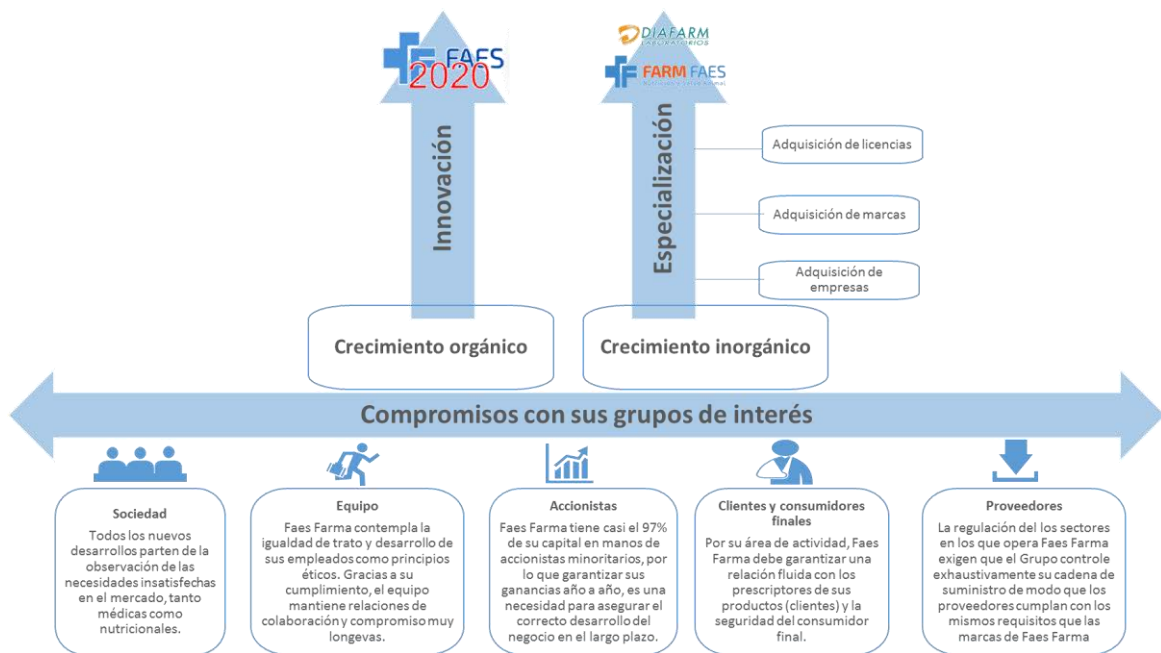 DIAFARM
LABORATORIOS
FAES
2020
FARM FAES
Innovación
Especialización
Adquisición de licencias
Adquisición de marcas
Adquisición de
empresas
Crecimiento orgánico
Crecimiento inorgánico
Compromisos con sus grupos de interés
Sociedad
Todos los nuevos
desarrollos parten de la
observación de las
necesidades insatisfechas
en el mercado, tanto
médicas como
nutricionales.
Equipo
Faes Farma contempla la
igualdad de trato y desarrollo de
sus empleados como principios
éticos. Gracias a su
cumplimiento, el equipo
mantiene relaciones de
colaboración y compromiso muy
longevas.
Accionistas
Faes Farma tiene casi el 97%
de su capital en manos de
accionistas minoritarios, por
lo que garantizar sus
ganancias año a año, es una
necesidad para asegurar el
correcto desarrollo del
negocio en el largo plazo.
Clientes y consumidores
finales
Por su área de actividad, Faes
Farma debe garantizar una
relación fluida con los
prescriptores de sus
productos (clientes) y la
seguridad del consumidor
final.
Proveedores
La regulación del los sectores
en los que opera Faes Farma
exigen que el Grupo controle
exhaustivamente su cadena de
suministro de modo que los
proveedores cumplan con los
mismos requisitos que las
marcas de Faes Farma